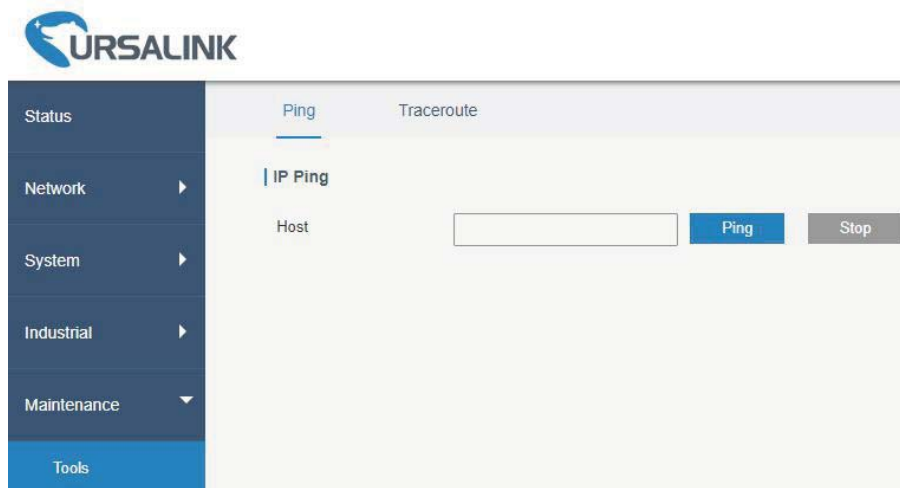 URSALINK
Status
Ping Traceroute
Network
IP Ping
Host Ping Stop
System
Industrial
Maintenance
Tools